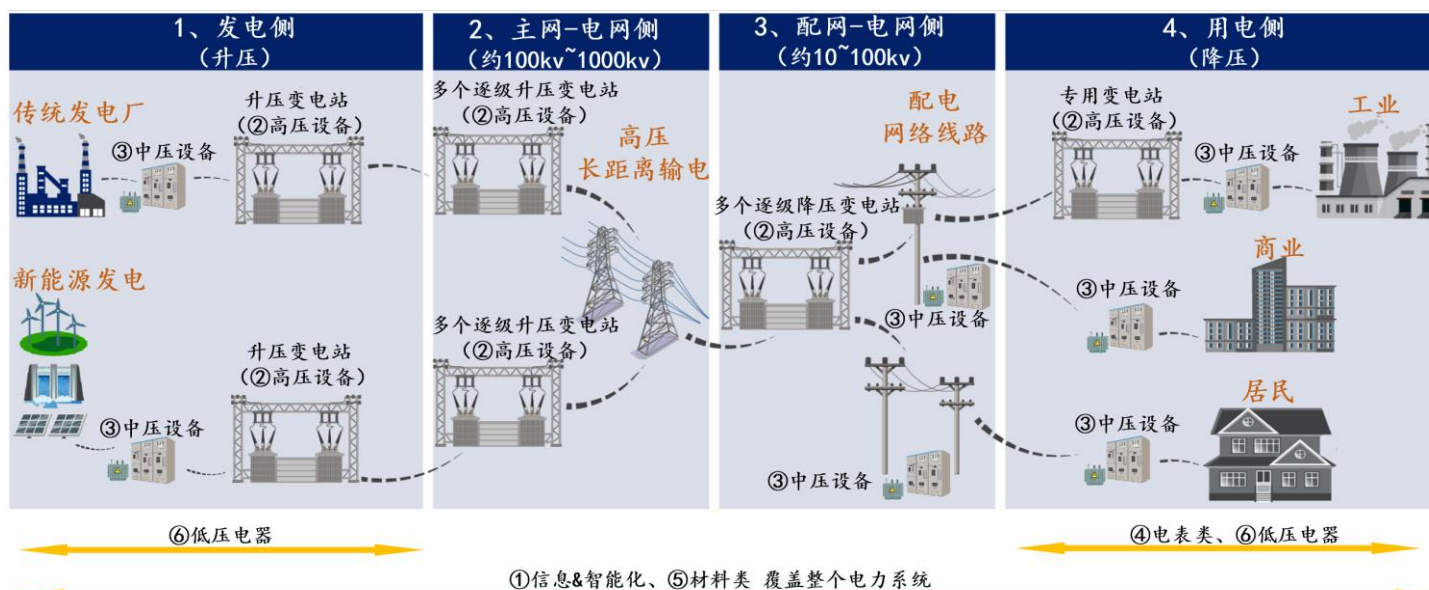 1、发电侧
（升压）
2、主网-电网侧
（约100kv~1000kv）
3、配网-电网侧
（约10~100kv）
4、用电侧
（降压）
传统发电厂
③中压设备
升压变电站
（②高压设备）
新能源发电
③中压设备
升压变电站
（②高压设备）
多个逐级升压变电站
（②高压设备）
高压
长距离输电
多个逐级升压变电站
（②高压设备）
配电
网络线路
多个逐级降压变电站
（②高压设备）
③中压设备
③中压设备
专用变电站
（②高压设备）
③中压设备
工业
商业
③中压设备
居民
③中压设备
⑥低压电器
④电表类、⑥低压电器
①信息&智能化、⑤材料类 覆盖整个电力系统